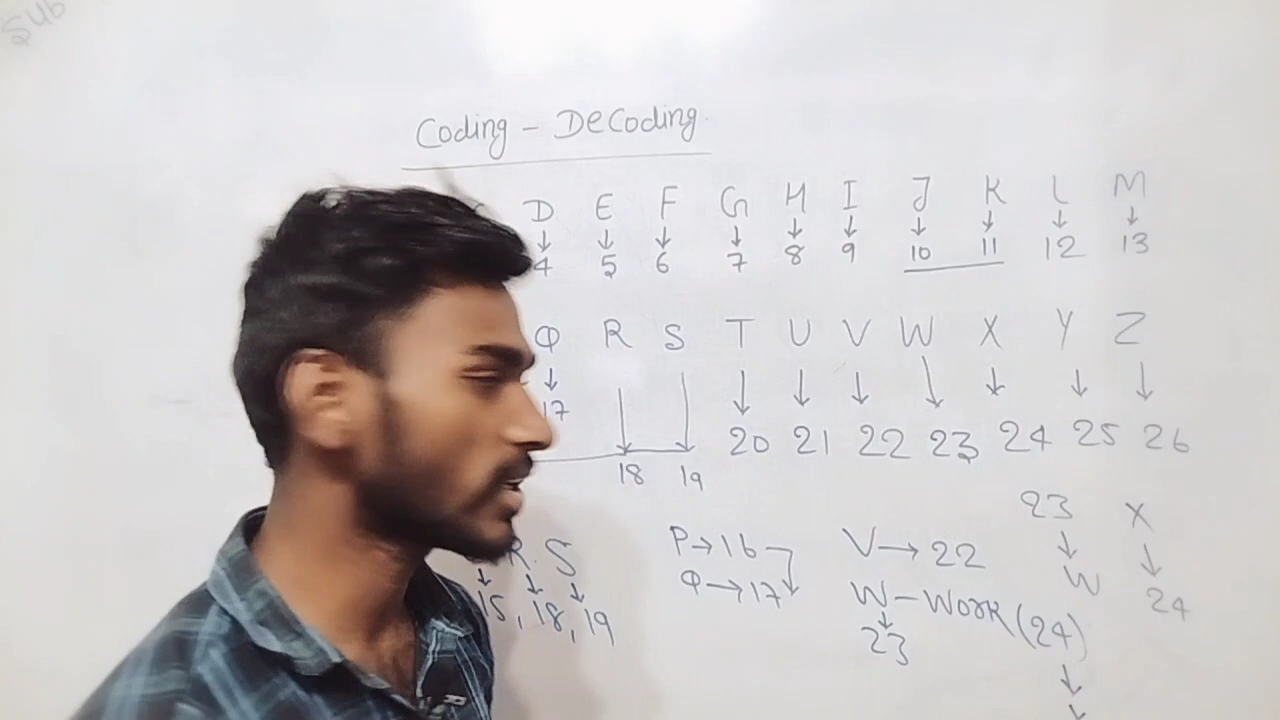 Sub
Coding - Decoding
D E F G H I J K L M
↓ ↓ ↓ ↓ ↓ ↓ ↓ ↓ ↓ ↓
4 5 6 7 8 9 10 11 12 13
Q R S T U V W X Y Z
↓ ↓ ↓ ↓ ↓ ↓ ↓ ↓ ↓ ↓
17 18 19 20 21 22 23 24 25 26
R S
↓ ↓ ↓
15, 18, 19
P→16
Q→17
V→22
W-WORK (24)
↓
23
23 X
↓ ↓
W 24